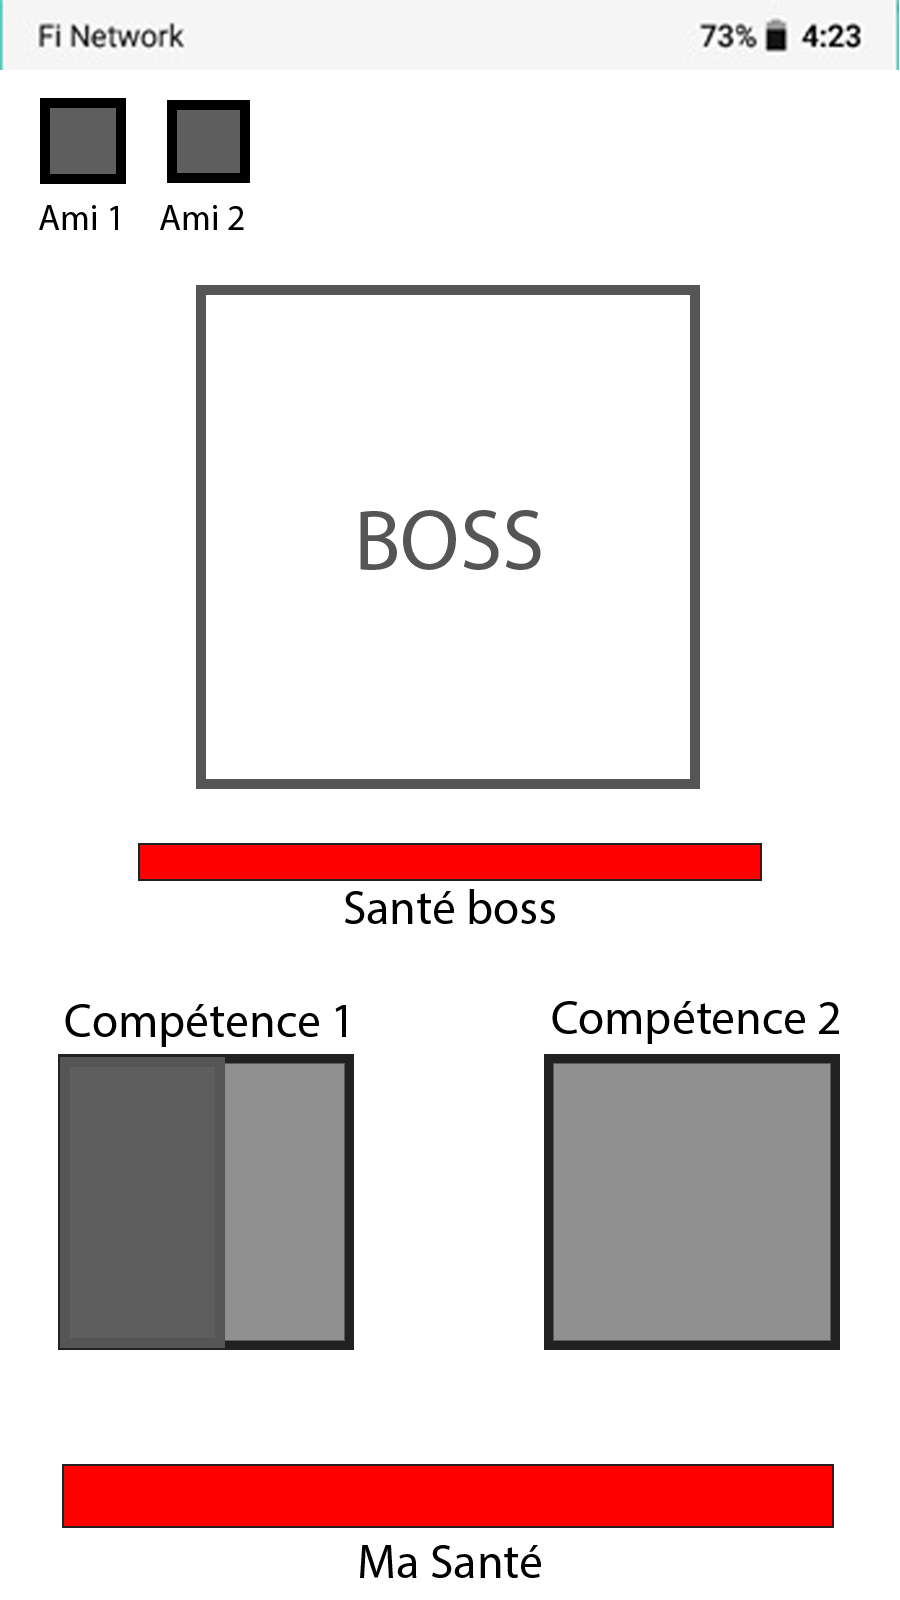 Fi Network 73% 4:23
Ami 1 Ami 2
BOSS
Santé boss
Compétence 1 Compétence 2
Ma Santé